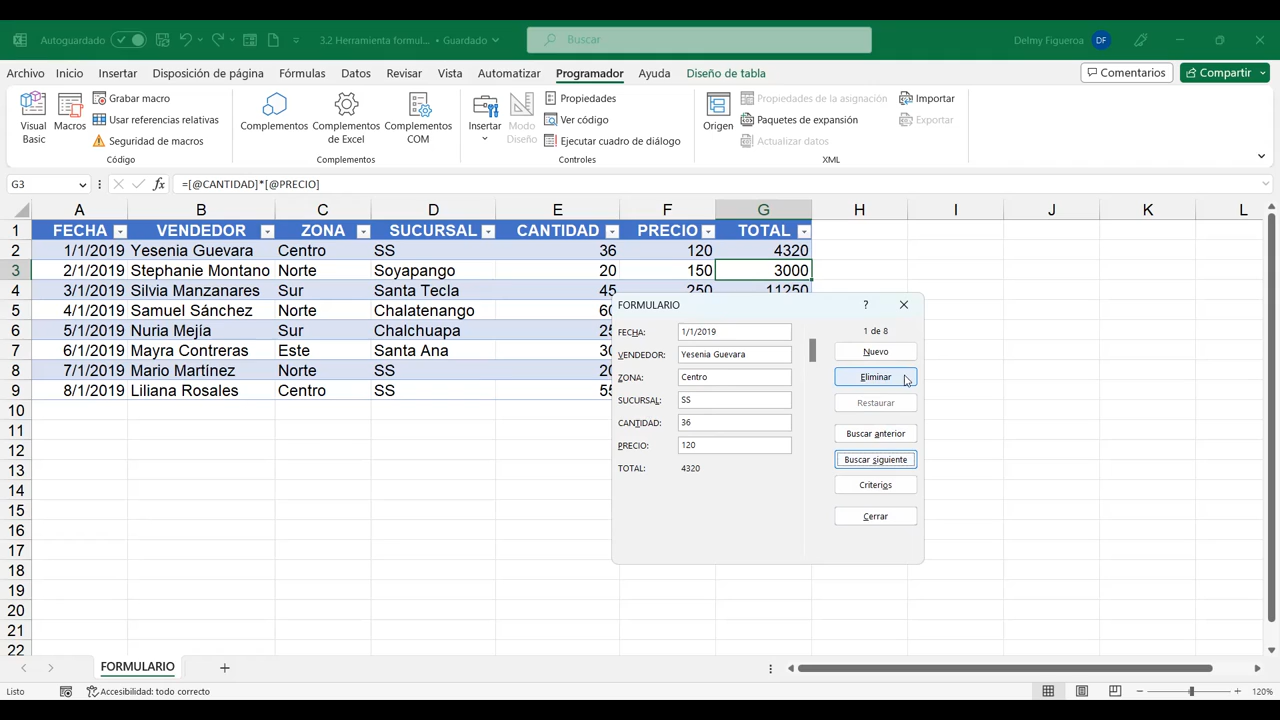 Autoguardado
3.2 Herramienta formul... • Guardado
Buscar
Delmy Figueroa
DF
Archivo Inicio Insertar Disposición de página Fórmulas Datos Revisar Vista Automatizar Programador Ayuda Diseño de tabla
Comentarios
Compartir
Visual Basic
Macros
Grabar macro
Usar referencias relativas
Seguridad de macros
Código
Complementos
Complementos de Excel
Complementos COM
Complementos
Insertar
Modo Diseño
Propiedades
Ver código
Ejecutar cuadro de diálogo
Controles
Origen
Propiedades de la asignación
Paquetes de expansión
Actualizar datos
Importar
Exportar
XML
G3
fx
=[@CANTIDAD]*[@PRECIO]
A B C D E F G H I J K L
1 FECHA VENDEDOR ZONA SUCURSAL CANTIDAD PRECIO TOTAL
2 1/1/2019 Yesenia Guevara Centro SS 36 120 4320
3 2/1/2019 Stephanie Montano Norte Soyapango 20 150 3000
4 3/1/2019 Silvia Manzanares Sur Santa Tecla 45 250 11250
5 4/1/2019 Samuel Sánchez Norte Chalatenango 60
6 5/1/2019 Nuria Mejía Sur Chalchuapa 25
7 6/1/2019 Mayra Contreras Este Santa Ana 30
8 7/1/2019 Mario Martínez Norte SS 20
9 8/1/2019 Liliana Rosales Centro SS 55
10
11
12
13
14
15
16
17
18
19
20
21
22
FORMULARIO
?
FECHA: 1/1/2019
VENDEDOR: Yesenia Guevara
ZONA: Centro
SUCURSAL: SS
CANTIDAD: 36
PRECIO: 120
TOTAL: 4320
1 de 8
Nuevo
Eliminar
Restaurar
Buscar anterior
Buscar siguiente
Criterios
Cerrar
FORMULARIO
Listo
Accesibilidad: todo correcto
120%